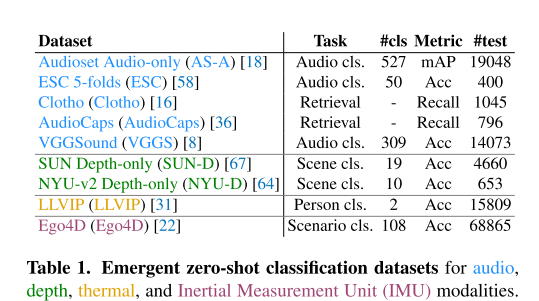 Dataset Task #cls Metric #test
Audioset Audio-only (AS-A) [18] Audio cls. 527 mAP 19048
ESC 5-folds (ESC) [58] Audio cls. 50 Acc 400
Clotho (Clotho) [16] Retrieval - Recall 1045
AudioCaps (AudioCaps) [36] Retrieval - Recall 796
VGGSound (VGGS) [8] Audio cls. 309 Acc 14073
SUN Depth-only (SUN-D) [67] Scene cls. 19 Acc 4660
NYU-v2 Depth-only (NYU-D) [64] Scene cls. 10 Acc 653
LLVIP (LLVIP) [31] Person cls. 2 Acc 15809
Ego4D (Ego4D) [22] Scenario cls. 108 Acc 68865
Table 1. Emergent zero-shot classification datasets for audio,
depth, thermal, and Inertial Measurement Unit (IMU) modalities.